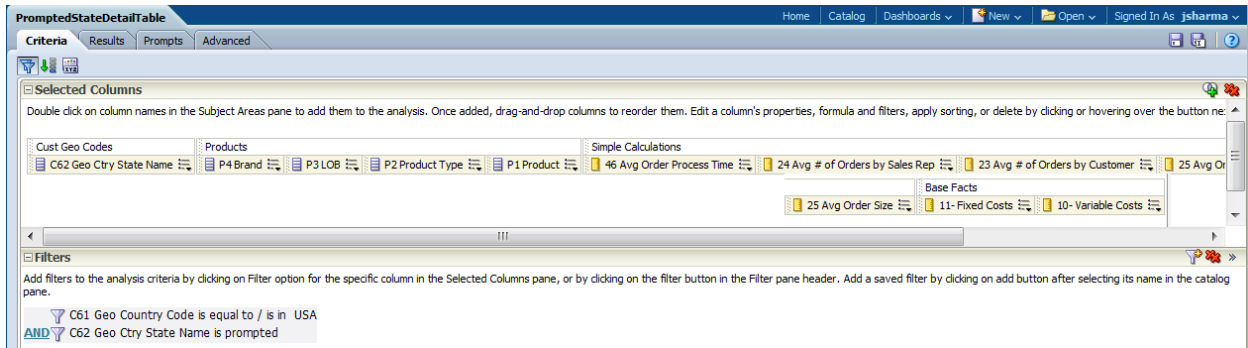 PromptedStateDetailTable
Home Catalog Dashboards New Open Signed In As jsharma
Criteria Results Prompts Advanced
Selected Columns
Double click on column names in the Subject Areas pane to add them to the analysis. Once added, drag-and-drop columns to reorder them. Edit a column's properties, formula and filters, apply sorting, or delete by clicking or hovering over the button
Cust Geo Codes Products Simple Calculations
C62 Geo Ctry State Name P4 Brand P3 LOB P2 Product Type P1 Product 46 Avg Order Process Time 24 Avg # of Orders by Sales Rep 23 Avg # of Orders by Customer 25 Avg Or
Base Facts
25 Avg Order Size 11- Fixed Costs 10- Variable Costs
Filters
Add filters to the analysis criteria by clicking on Filter option for the specific column in the Selected Columns pane, or by clicking on the filter button in the Filter pane header. Add a saved filter by clicking on add button after selecting its name in the catalog
pane.
C61 Geo Country Code is equal to / is in USA
AND C62 Geo Ctry State Name is prompted